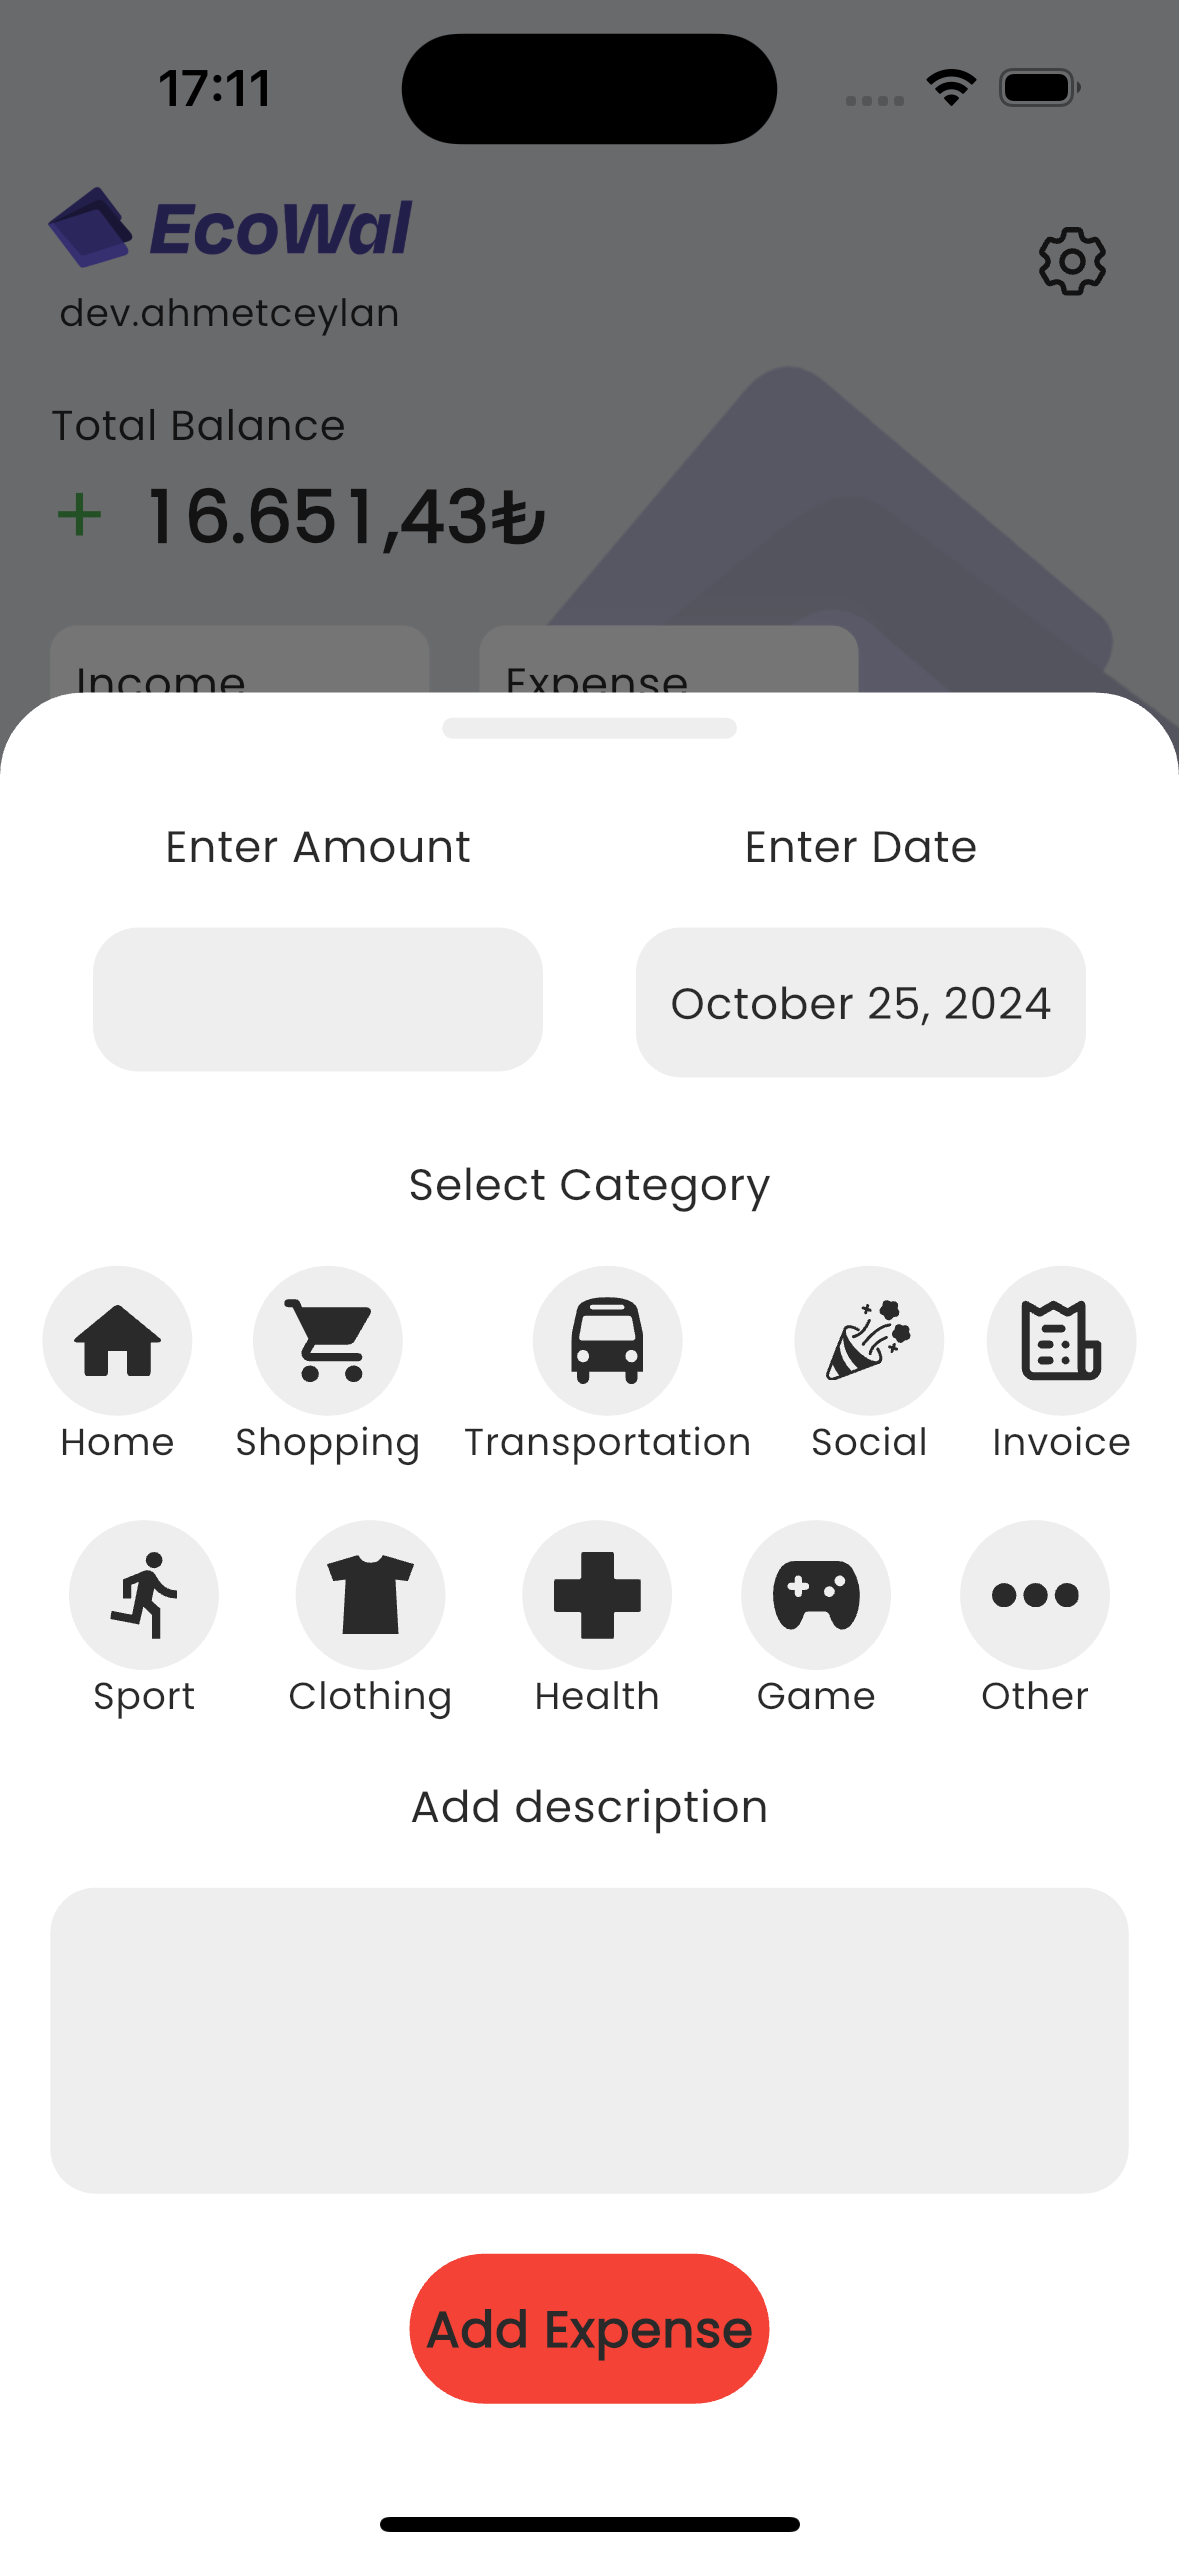 17:11
EcoWal
dev.ahmetceylan
Total Balance
+ 16.651,43₺
Income Expense
Enter Amount Enter Date
October 25, 2024
Select Category
Home Shopping Transportation Social Invoice
Sport Clothing Health Game Other
Add description
Add Expense